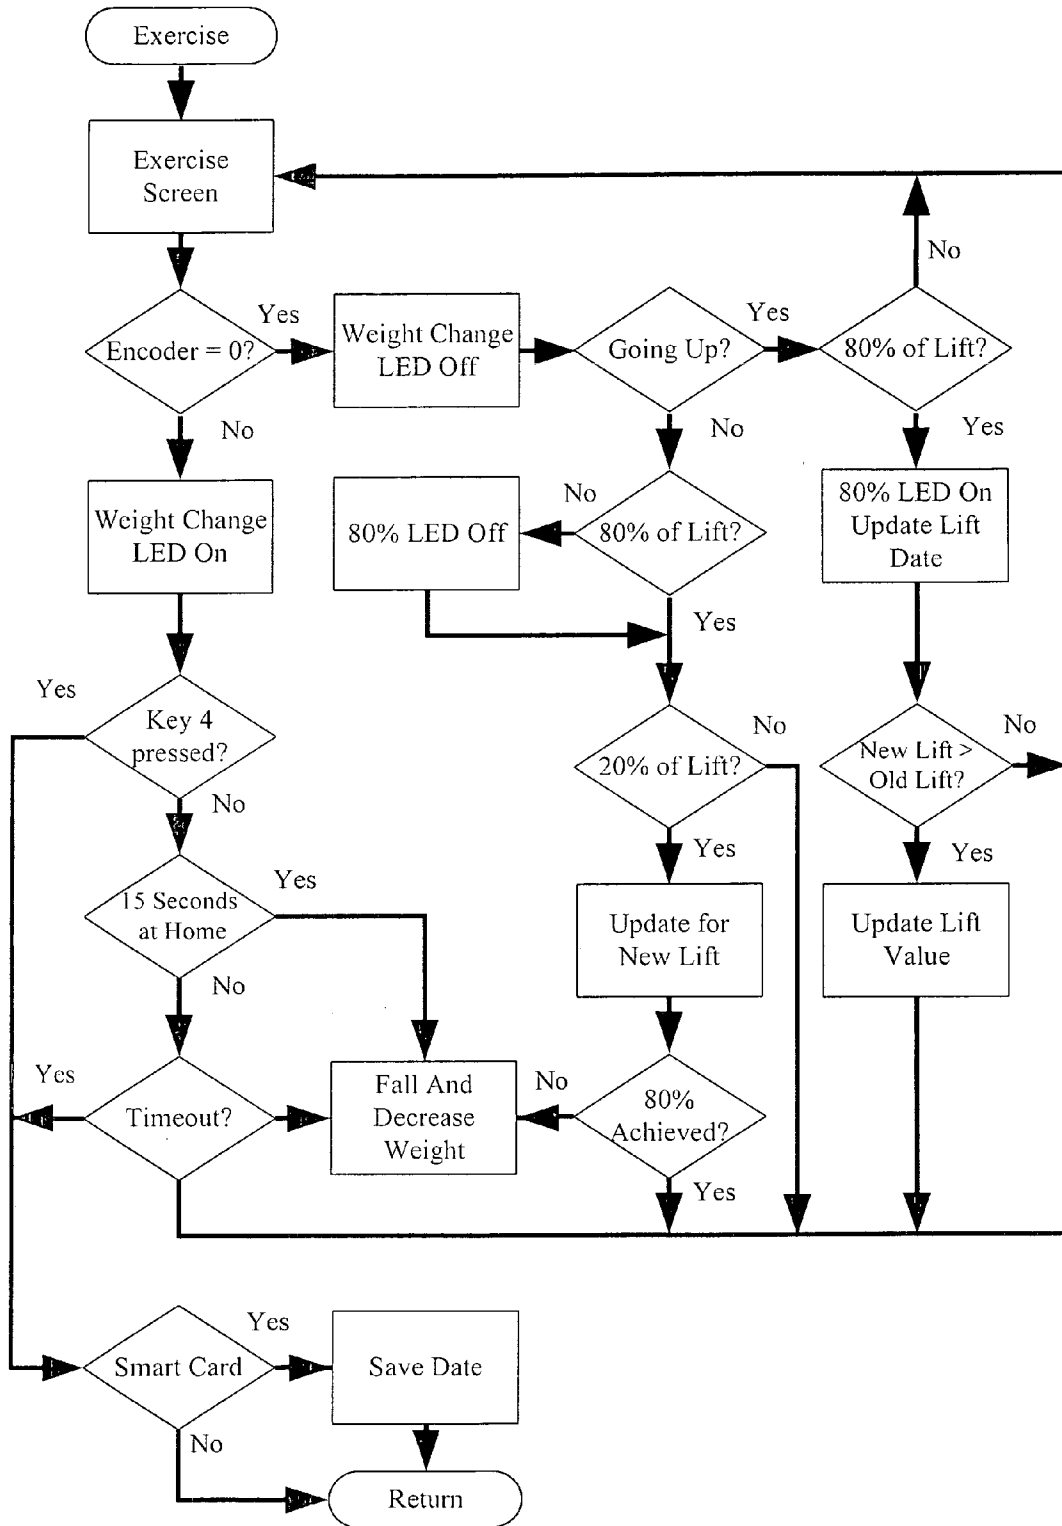 Exercise
Exercise
Screen
No
Yes
Yes
Encoder = 0?
Weight Change
LED Off
Going Up?
80% of Lift?
No
No
Yes
Weight Change
LED On
80% LED Off
No
80% of Lift?
80% LED On
Update Lift
Date
Yes
Yes
Key 4
pressed?
No
20% of Lift?
No
New Lift >
Old Lift?
No
Yes
Yes
15 Seconds
at Home
Yes
Update for
New Lift
Update Lift
Value
No
Yes
Timeout?
Fall And
Decrease
Weight
No
80%
Achieved?
Yes
Smart Card
Yes
Save Date
No
Return